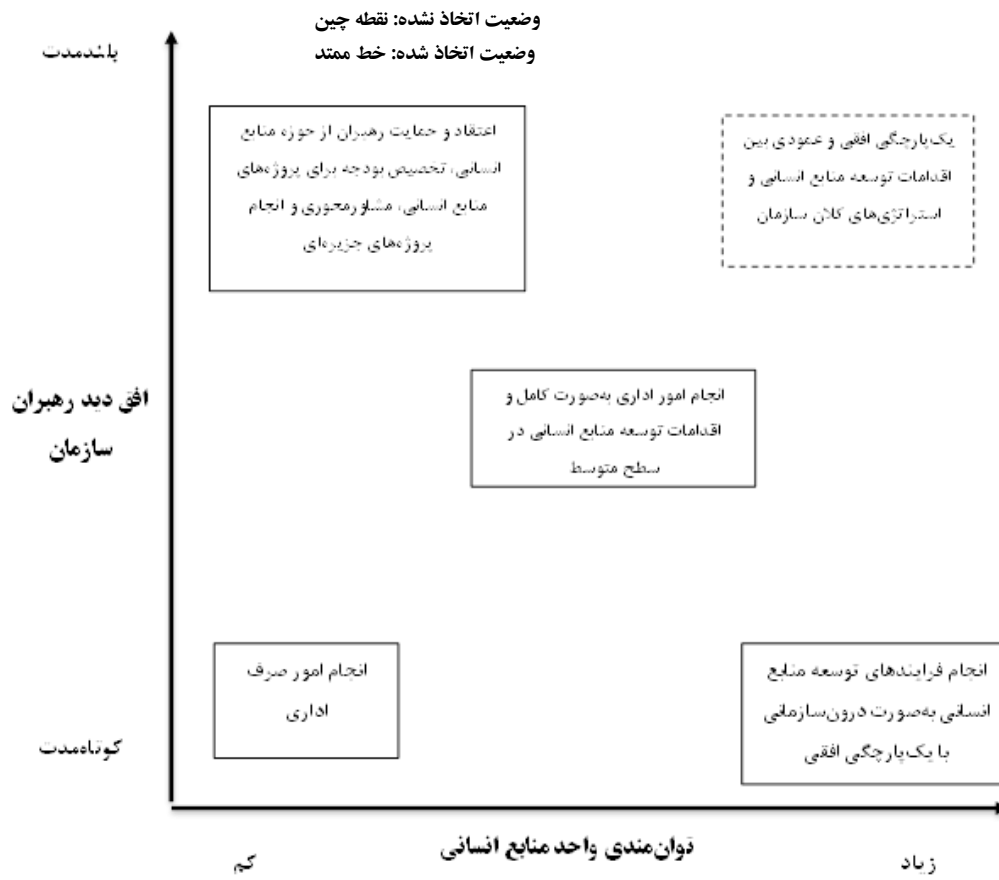 وضعیت اتخاذ نشده: نقطه چین
وضعیت اتخاذ شده: خط ممتد
بلندمدت
اعتقاد و حمایت رهبران از حوزه منابع
انسانی، تخصیص بودجه برای پروژه‌های
منابع انسانی، مشاورمحوری و انجام
پروژه‌های جزیره‌ای
یک‌پارچگی افقی و عمودی بین
اقدامات توسعه منابع انسانی و
استراتژی‌های کلان سازمان
افق دید رهبران
سازمان
انجام امور اداری به‌صورت کامل و
اقدامات توسعه منابع انسانی در
سطح متوسط
انجام امور صرف
اداری
انجام فرایندهای توسعه منابع
انسانی به‌صورت درون‌سازمانی
با یک‌پارچگی افقی
کوتاه‌مدت
توان‌مندی واحد منابع انسانی
کم
زیاد